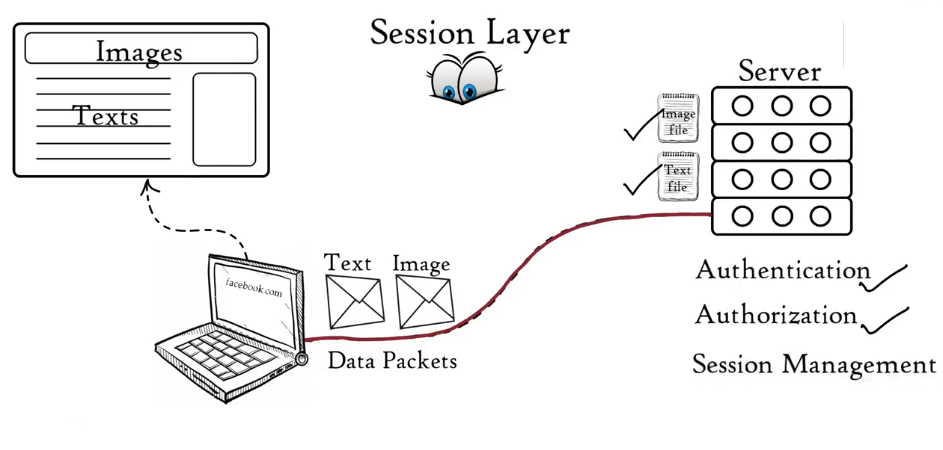 Session Layer
Images
Texts
Server
Image
file
Text
file
facebook.com
Text
Image
Data Packets
Authentication
Authorization
Session Management